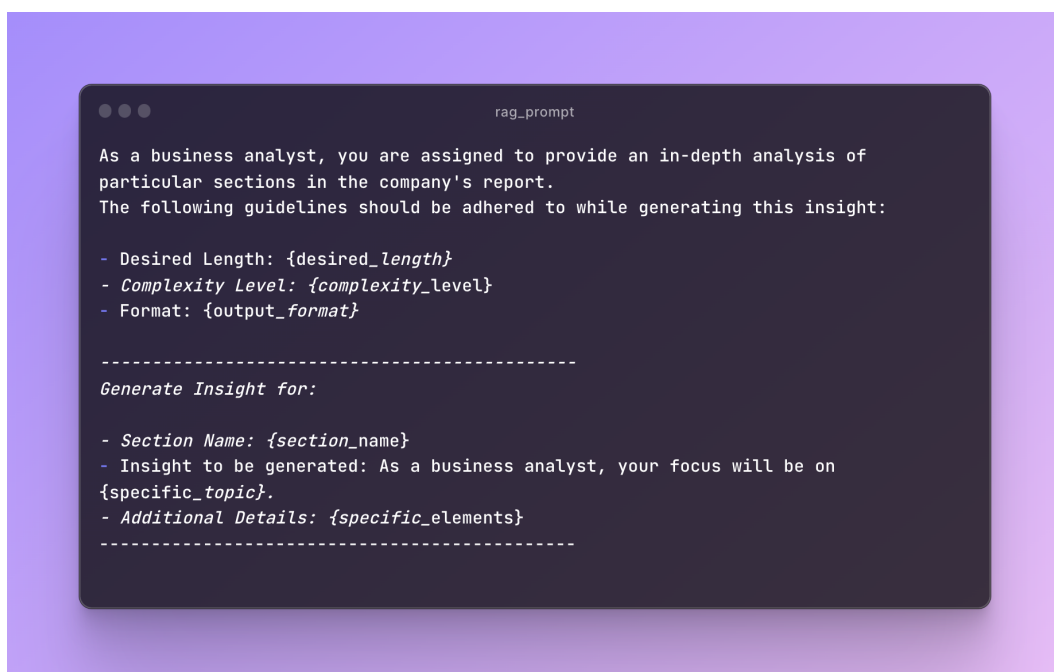 rag_prompt
As a business analyst, you are assigned to provide an in-depth analysis of
particular sections in the company's report.
The following guidelines should be adhered to while generating this insight:
- Desired Length: {desired_length}
- Complexity Level: {complexity_level}
- Format: {output_format}
----------------------------------------------
Generate Insight for:
- Section Name: {section_name}
- Insight to be generated: As a business analyst, your focus will be on
{specific_topic}.
- Additional Details: {specific_elements}
----------------------------------------------